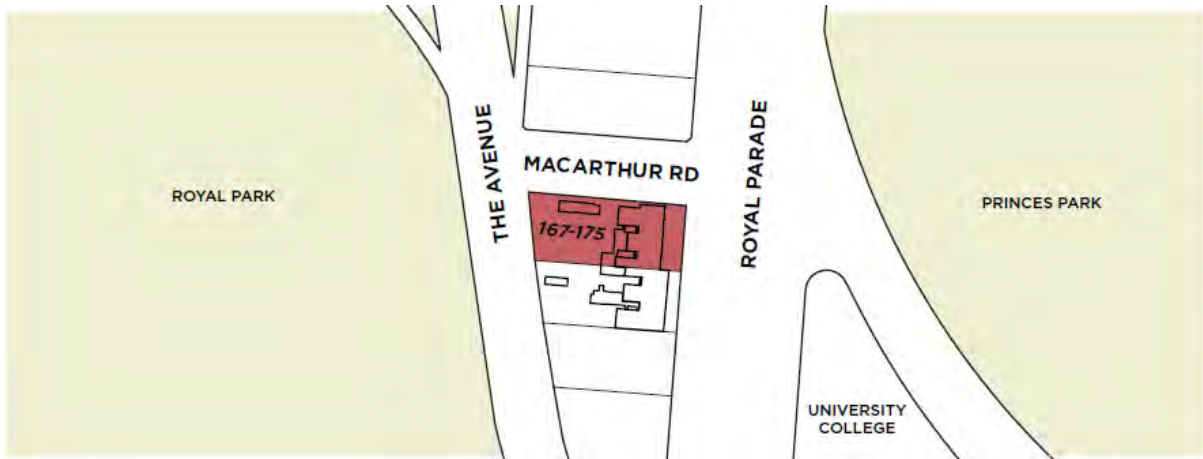 ROYAL PARK
THE AVENUE
MACARTHUR RD
167-175
ROYAL PARADE
PRINCES PARK
UNIVERSITY
COLLEGE